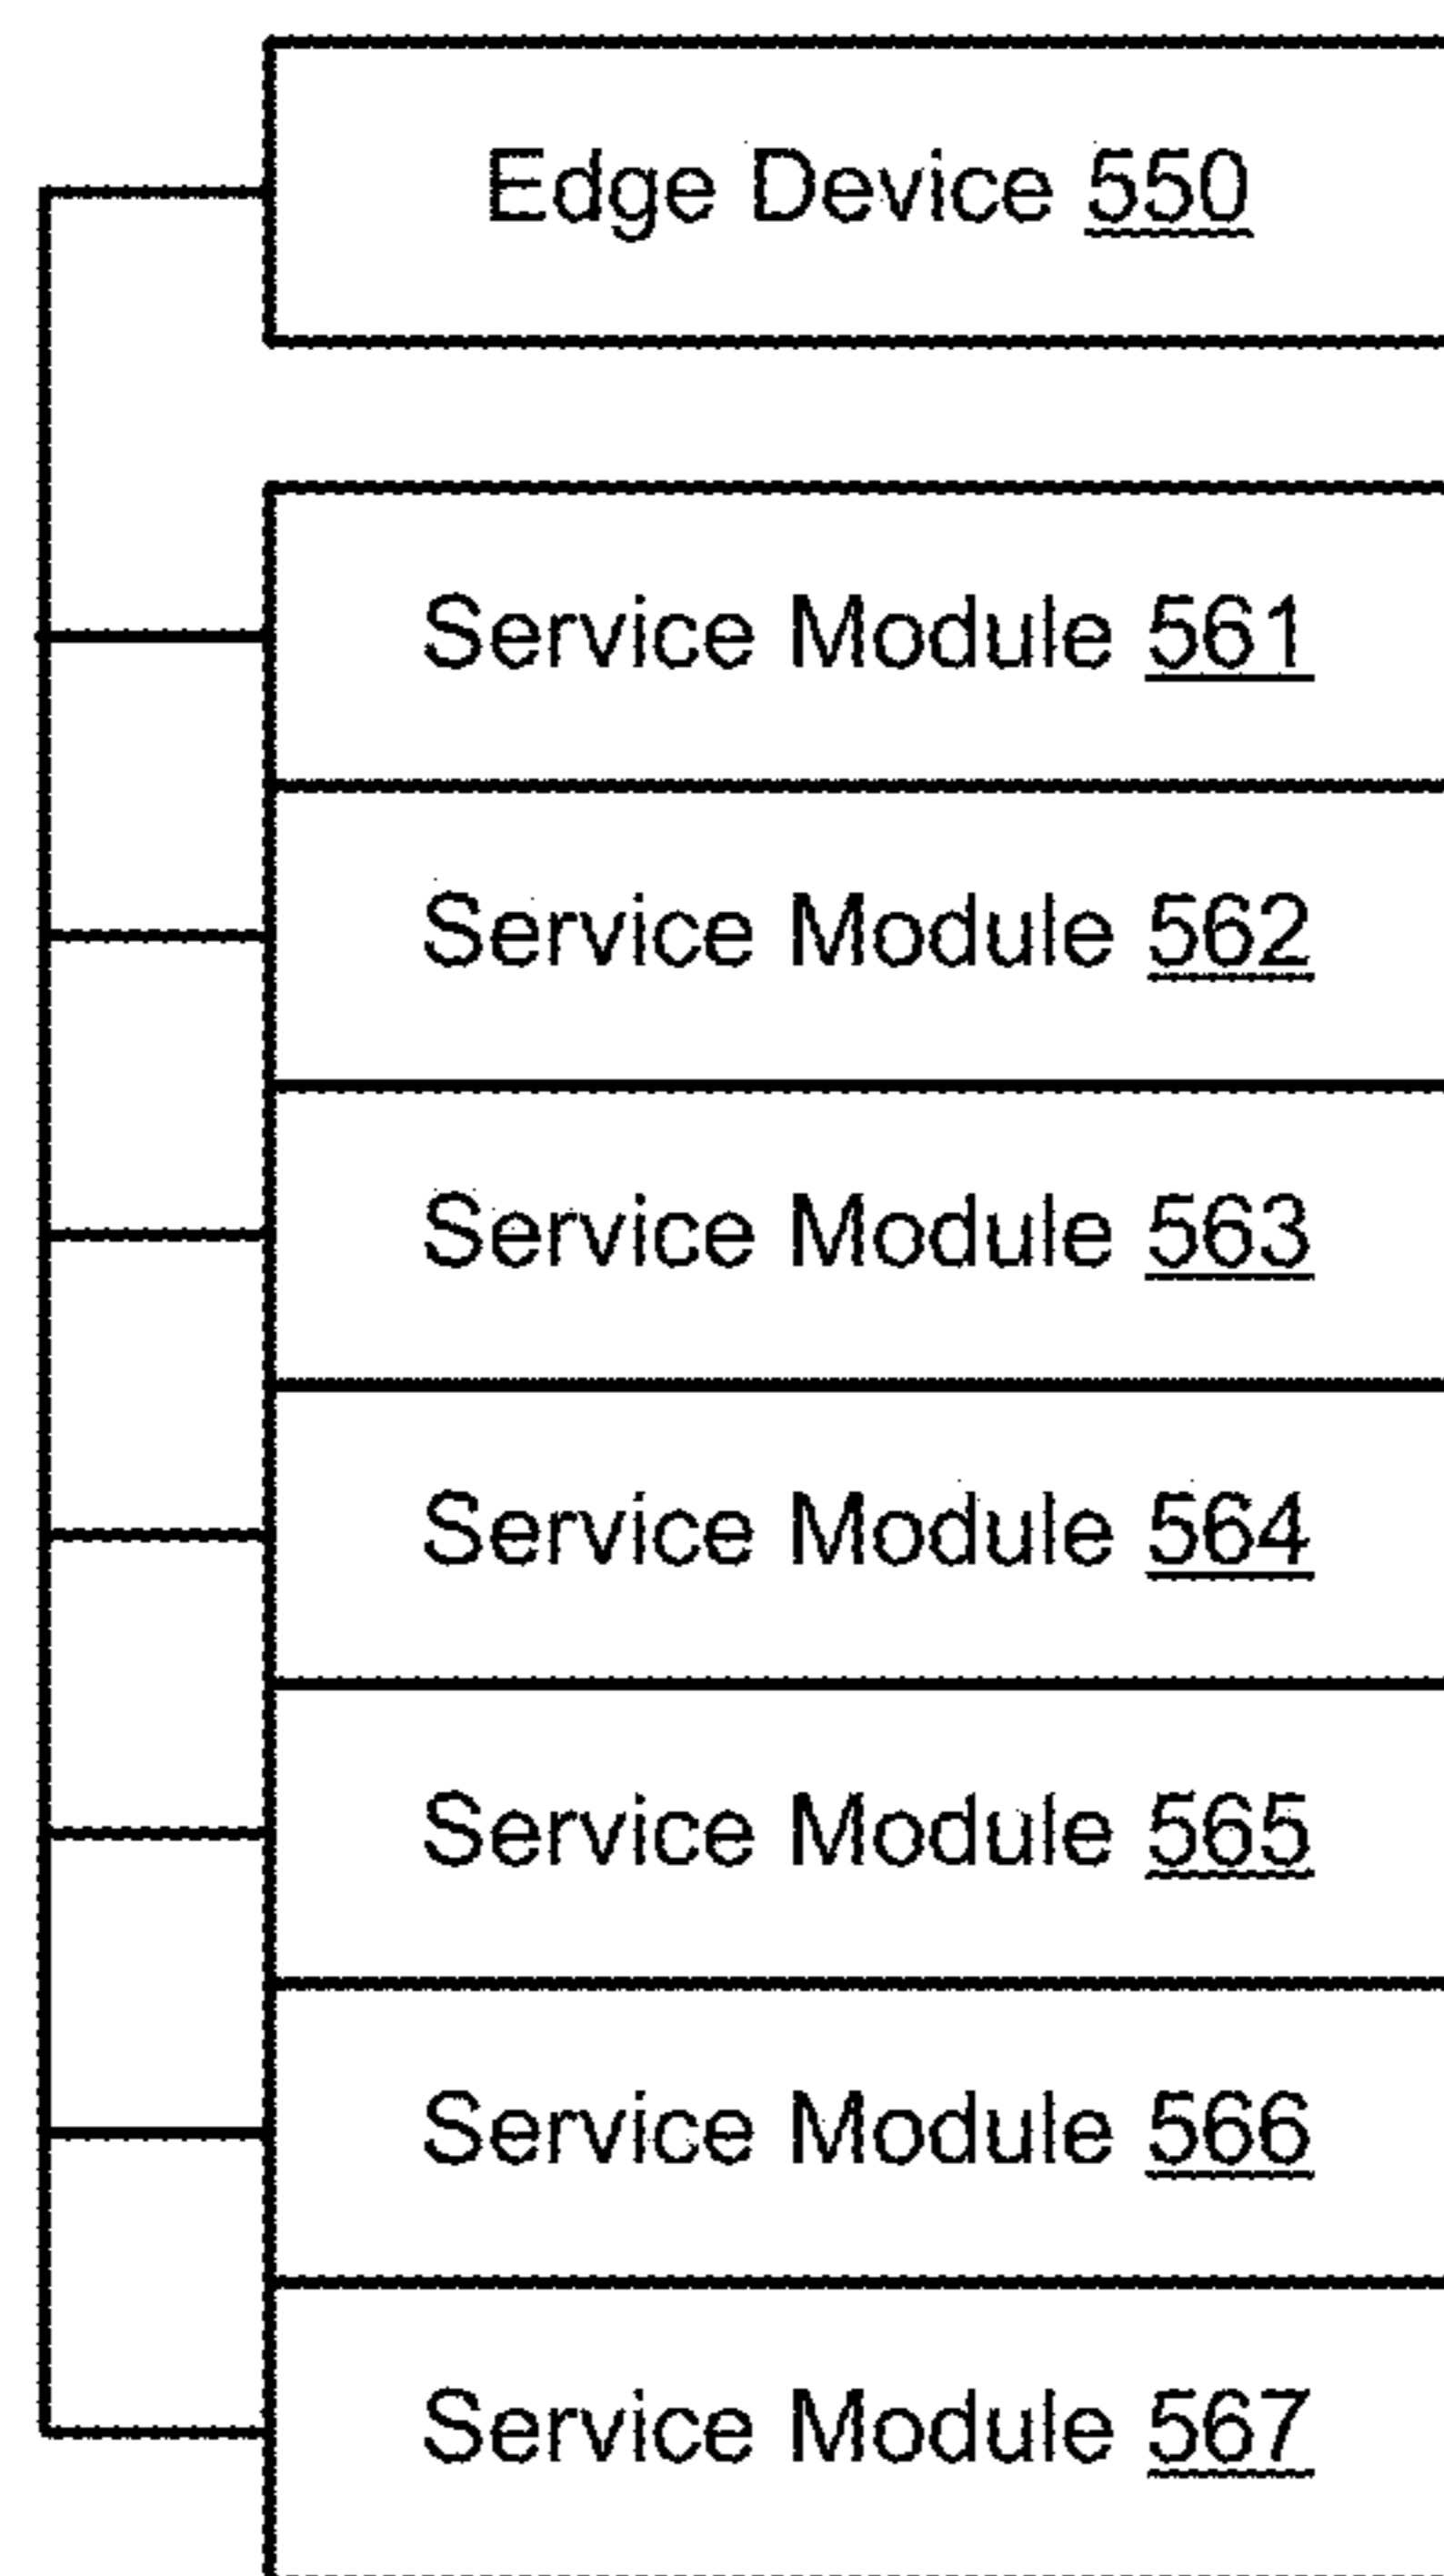 Edge Device 550
Service Module 561
Service Module 562
Service Module 563
Service Module 564
Service Module 565
Service Module 566
Service Module 567